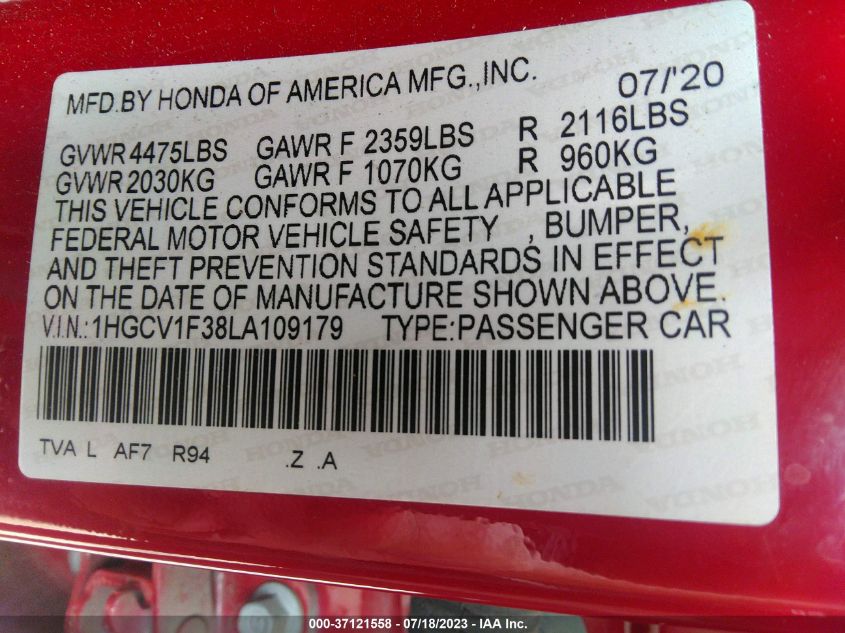 MFD.BY HONDA OF AMERICA MFG.,INC. 07/'20
GVWR 4475LBS GAWR F 2359LBS R 2116LBS
GVWR 2030KG GAWR F 1070KG R 960KG
THIS VEHICLE CONFORMS TO ALL APPLICABLE
FEDERAL MOTOR VEHICLE SAFETY , BUMPER,
AND THEFT PREVENTION STANDARDS IN EFFECT
ON THE DATE OF MANUFACTURE SHOWN ABOVE.
V.I.N.:1HGCV1F38LA109179 TYPE:PASSENGER CAR
TVA L AF7 R94 .Z .A
000-37121558 - 07/18/2023 - IAA Inc.